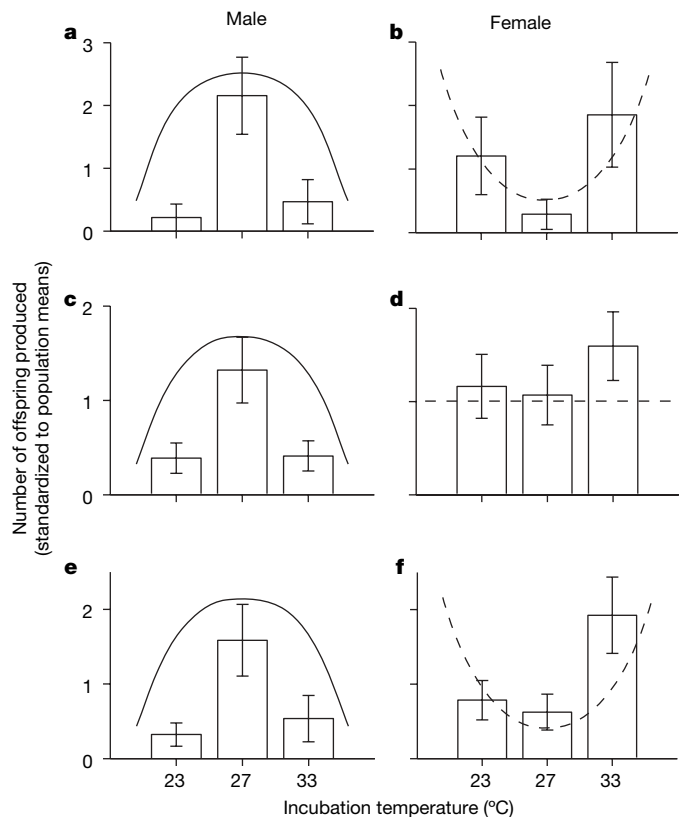 Male
Female
a
3
2
1
0
b
c
2
1
0
d
e
2
1
0
23
27
33
f
23
27
33
Number of offspring produced
(standardized to population means)
Incubation temperature (ºC)